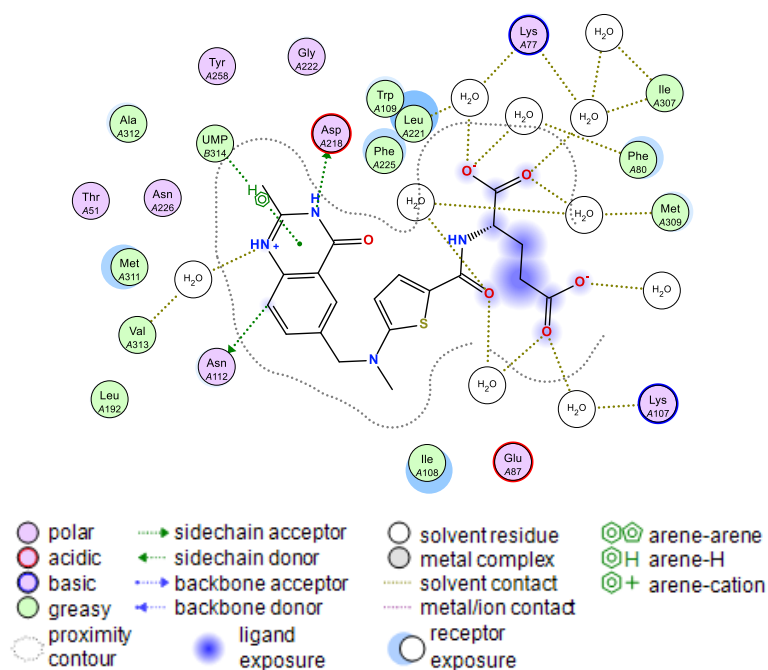 Lys
A77
H₂O
Gly
A222
Tyr
A258
Trp
A109
H₂O
Ile
A307
Leu
A221
H₂O
H₂O
Ala
A312
Asp
A218
UMP
B314
Phe
A225
Phe
A80
O⁻
O
Thr
A51
Asn
A226
H
H
N
H₂O
H₂O
Met
A309
HN
+
O
HN
Met
A311
H₂O
O
O⁻
H₂O
Val
A313
S
O
Asn
A112
N
H₂O
Leu
A192
H₂O
Lys
A107
Ile
A108
Glu
A87
polar
acidic
basic
greasy
proximity
contour
sidechain acceptor
sidechain donor
backbone acceptor
backbone donor
ligand
exposure
solvent residue
metal complex
solvent contact
metal/ion contact
receptor
exposure
arene-arene
H arene-H
+ arene-cation